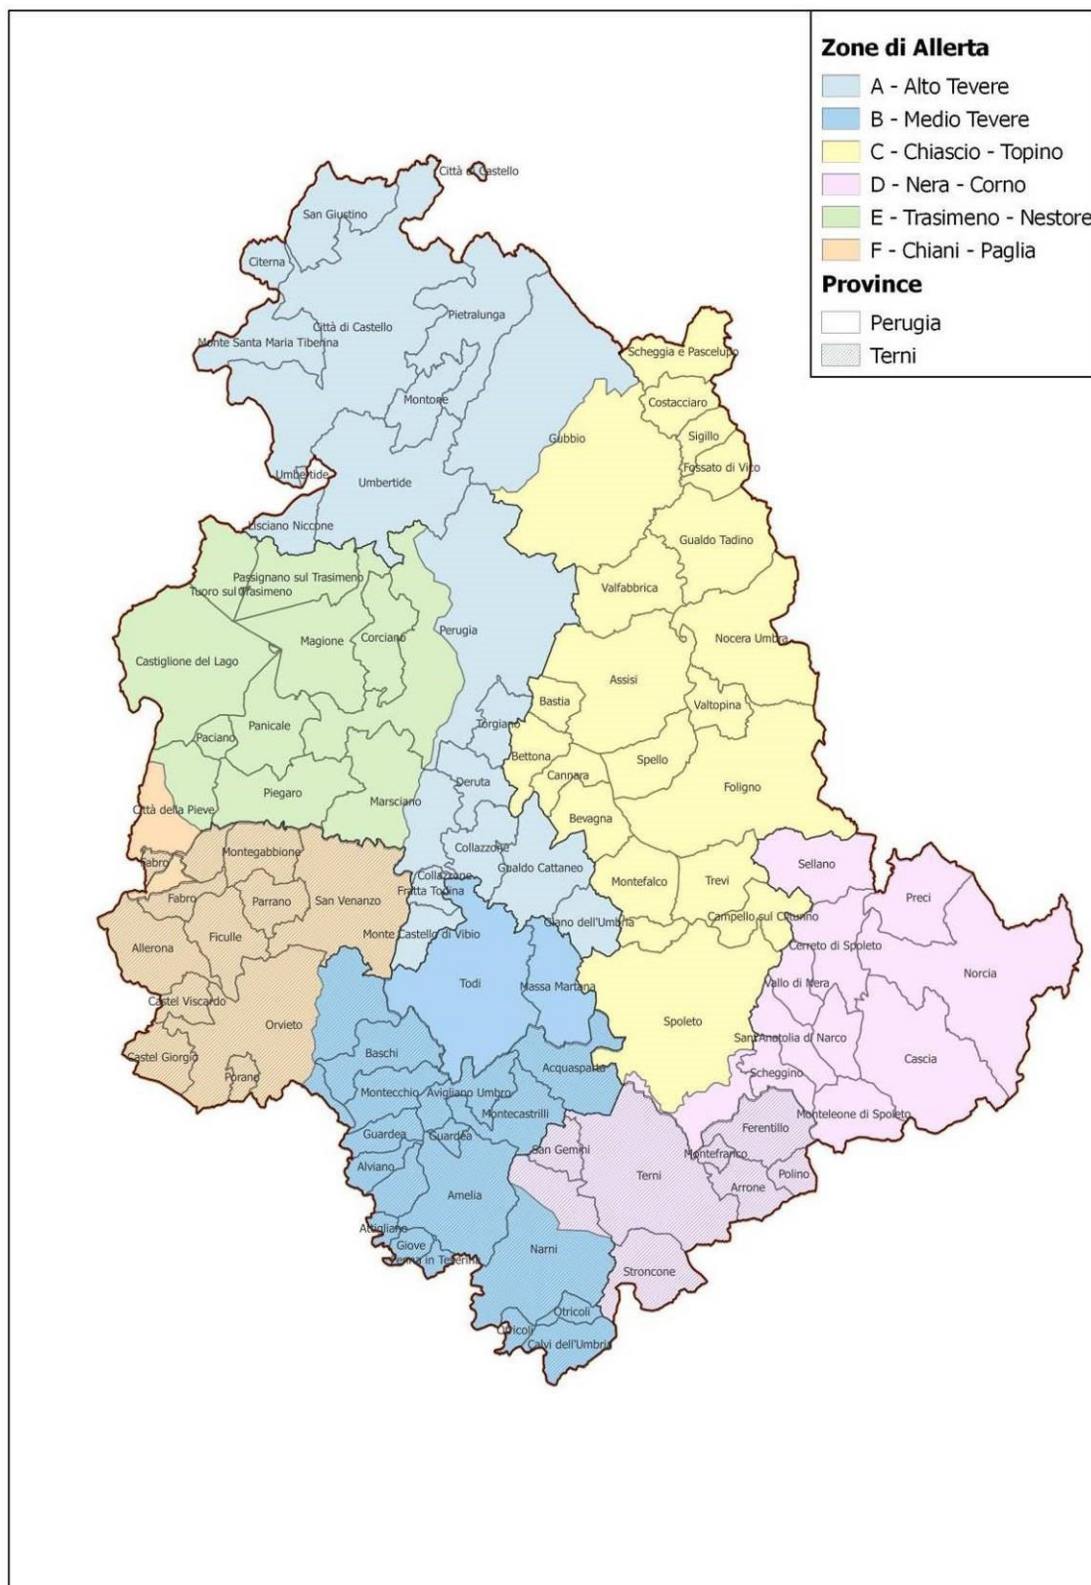 Zone di Allerta
A - Alto Tevere
B - Medio Tevere
C - Chiascio - Topino
D - Nera - Corno
E - Trasimeno - Nestore
F - Chiani - Paglia
Province
Perugia
Terni
Città di Castello
San Giustino
Citerna
Pietralunga
Città di Castello
Monte Santa Maria Tiberina
Scheggia e Pascelupo
Montone
Costacciaro
Sigillo
Gubbio
Fossato di Vico
Umbertide
Umbertide
Lisciano Niccone
Gualdo Tadino
Passignano sul Trasimeno
Tuoro sul Trasimeno
Valfabbrica
Perugia
Corciano
Magione
Nocera Umbra
Castiglione del Lago
Assisi
Bastia
Valtopina
Panicale
Torgiano
Paciano
Bettona
Spello
Cannara
Deruta
Foligno
Piegaro
Marsciano
Città della Pieve
Bevagna
Collazzone
Montegabbione
Fabro
Sellano
Gualdo Cattaneo
Collazzone
Montefalco
Trevi
Fratta Todina
Fabro
Parrano
San Venanzo
Preci
Campello sul Clitunno
Giano dell'Umbria
Monte Castello di Vibio
Ficulle
Allerona
Cerreto di Spoleto
Norcia
Todi
Massa Martana
Vallo di Nera
Castel Viscardo
Spoleto
Orvieto
Sant'Anatolia di Narco
Baschi
Castel Giorgio
Cascia
Acquasparta
Scheggino
Porano
Montecchio
Avigliano Umbro
Montecastrilli
Monteleone di Spoleto
Ferentillo
Guardea
Guardea
San Gemini
Montefranco
Alviano
Terni
Polino
Arrone
Amelia
Attigliano
Giove
Narni
Penna in Teverina
Stroncone
Otricoli
Otricoli
Calvi dell'Umbria